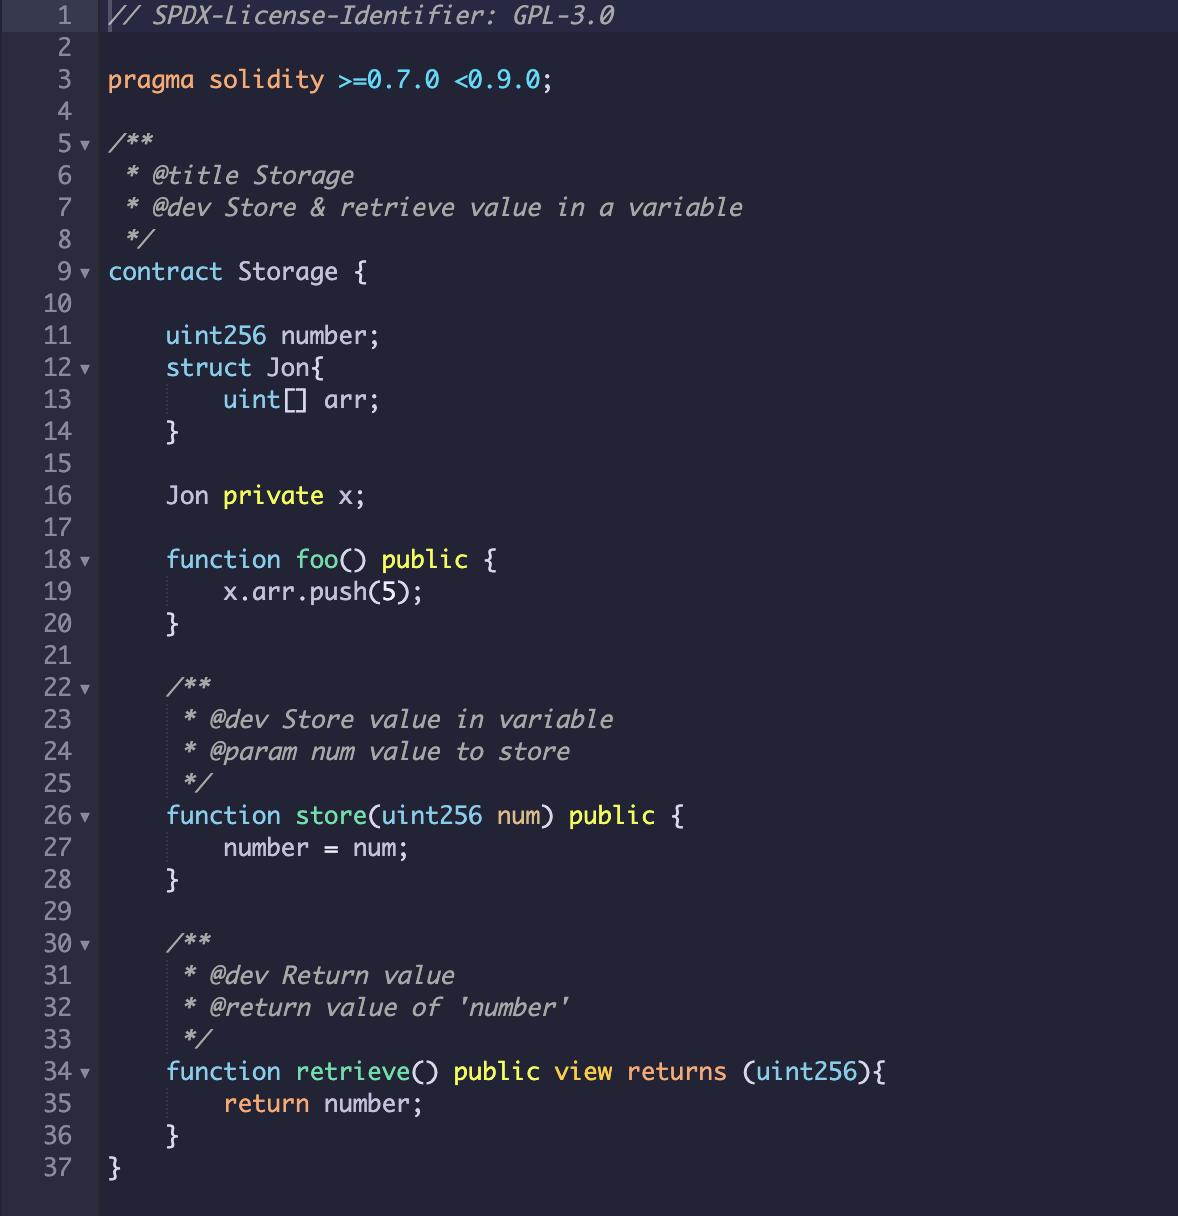 1 // SPDX-License-Identifier: GPL-3.0
2
3 pragma solidity >=0.7.0 <0.9.0;
4
5 /**
6  * @title Storage
7  * @dev Store & retrieve value in a variable
8  */
9 contract Storage {
10
11     uint256 number;
12     struct Jon{
13         uint[] arr;
14     }
15
16     Jon private x;
17
18     function foo() public {
19         x.arr.push(5);
20     }
21
22     /**
23      * @dev Store value in variable
24      * @param num value to store
25      */
26     function store(uint256 num) public {
27         number = num;
28     }
29
30     /**
31      * @dev Return value
32      * @return value of 'number'
33      */
34     function retrieve() public view returns (uint256){
35         return number;
36     }
37 }